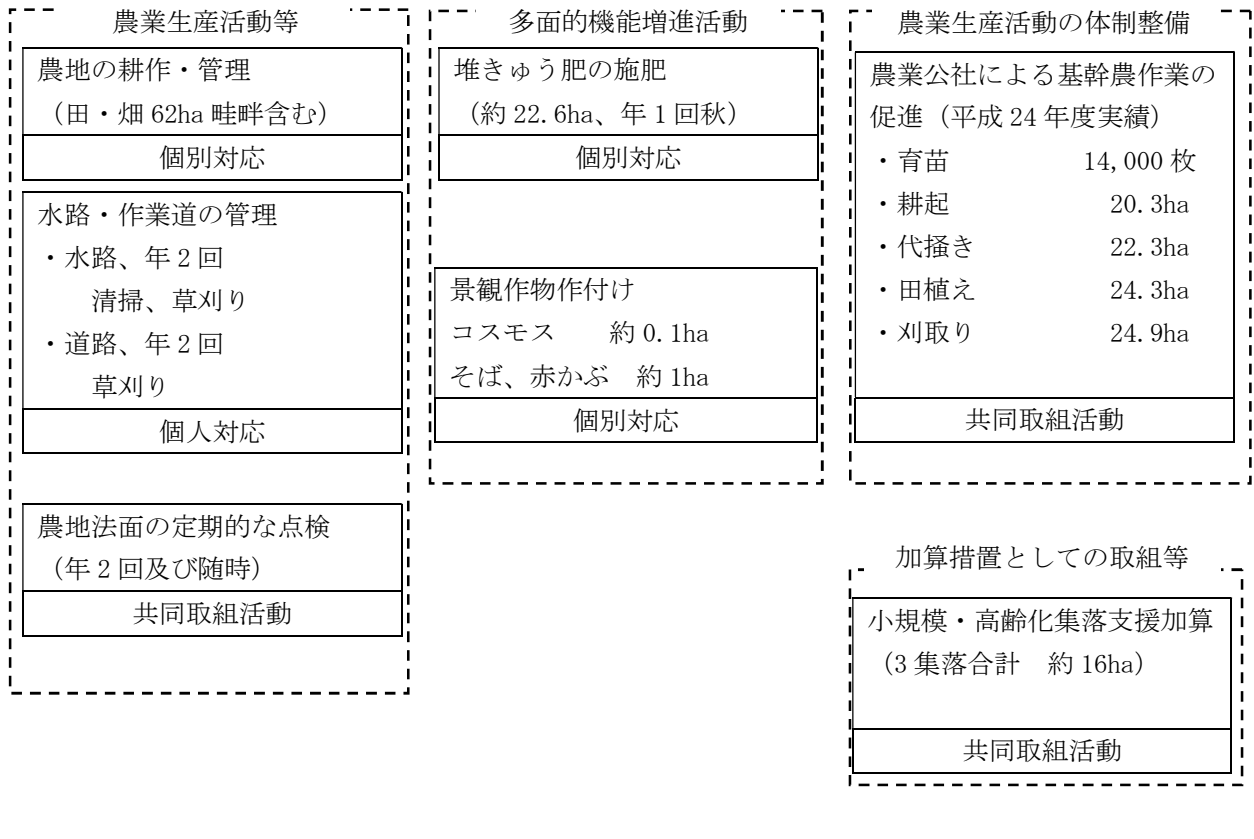 農業生産活動等
農地の耕作・管理
（田・畑 62ha 畦畔含む）
個別対応
水路・作業道の管理
・水路、年２回
清掃、草刈り
・道路、年２回
草刈り
個人対応
農地法面の定期的な点検
（年２回及び随時）
共同取組活動
多面的機能増進活動
堆きゅう肥の施肥
（約 22.6ha、年１回秋）
個別対応
景観作物作付け
コスモス　約 0.1ha
そば、赤かぶ　約 1ha
個別対応
農業生産活動の体制整備
農業公社による基幹農作業の
促進（平成 24 年度実績）
・育苗　14,000 枚
・耕起　20.3ha
・代掻き　22.3ha
・田植え　24.3ha
・刈取り　24.9ha
共同取組活動
加算措置としての取組等
小規模・高齢化集落支援加算
（3 集落合計　約 16ha）
共同取組活動